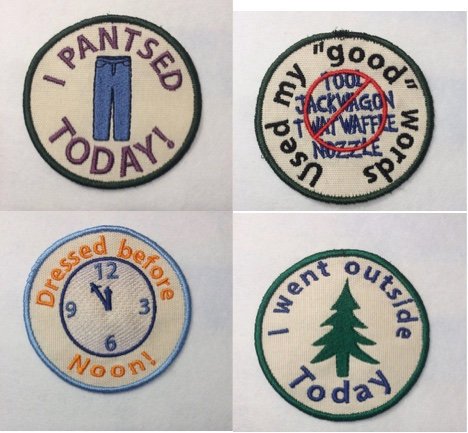 I PANTSED
TODAY!
Used my "good" words
TOOL
JACKWAGON
TWATWAFFLE
NOZZLE
Dressed before
12
9
3
6
Noon!
I went outside
Today